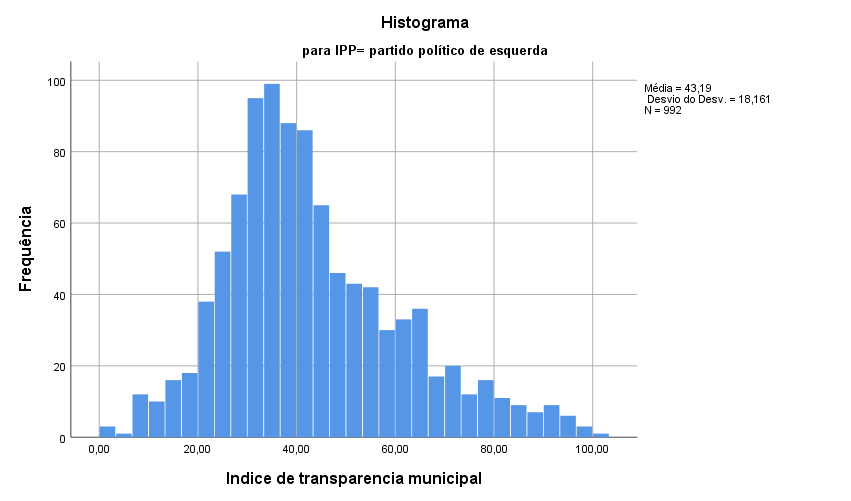 Histograma
para IPP= partido político de esquerda
Média = 43,19
Desvio do Desv. = 18,161
N = 992
Frequência
100
80
60
40
20
0
0,00 20,00 40,00 60,00 80,00 100,00
Indice de transparencia municipal